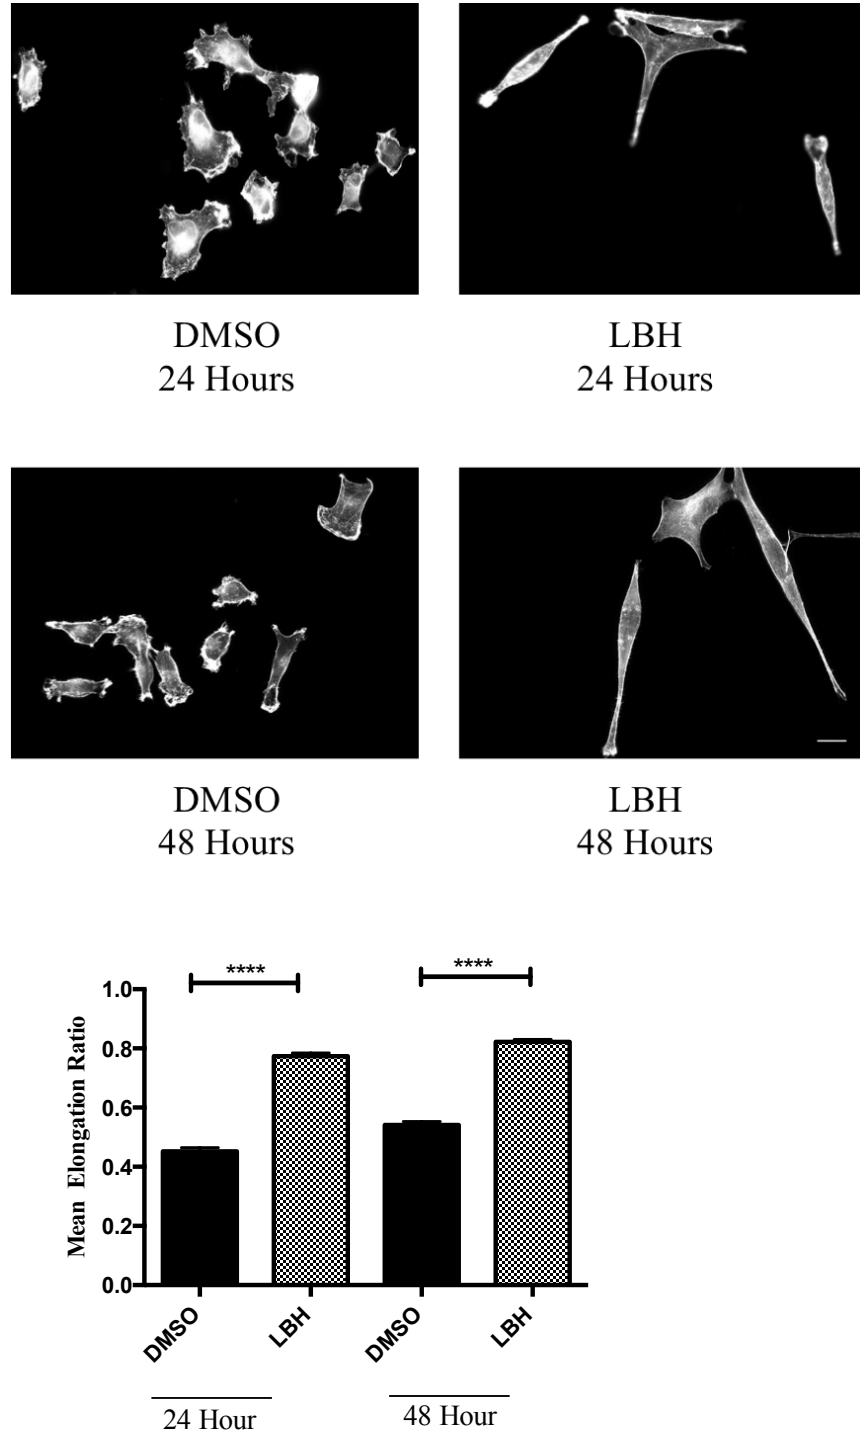 DMSO
24 Hours
LBH
24 Hours
DMSO
48 Hours
LBH
48 Hours
****
****
1.0
0.8
0.6
0.4
0.2
0.0
Mean Elongation Ratio
DMSO
LBH
DMSO
LBH
24 Hour
48 Hour